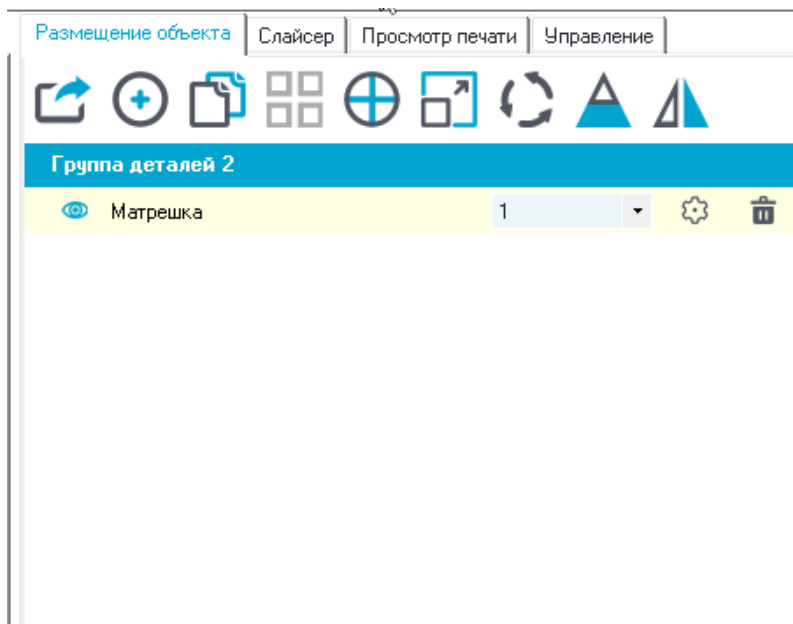 Размещение объекта Слайсер Просмотр печати Управление
Группа деталей 2
Матрешка 1